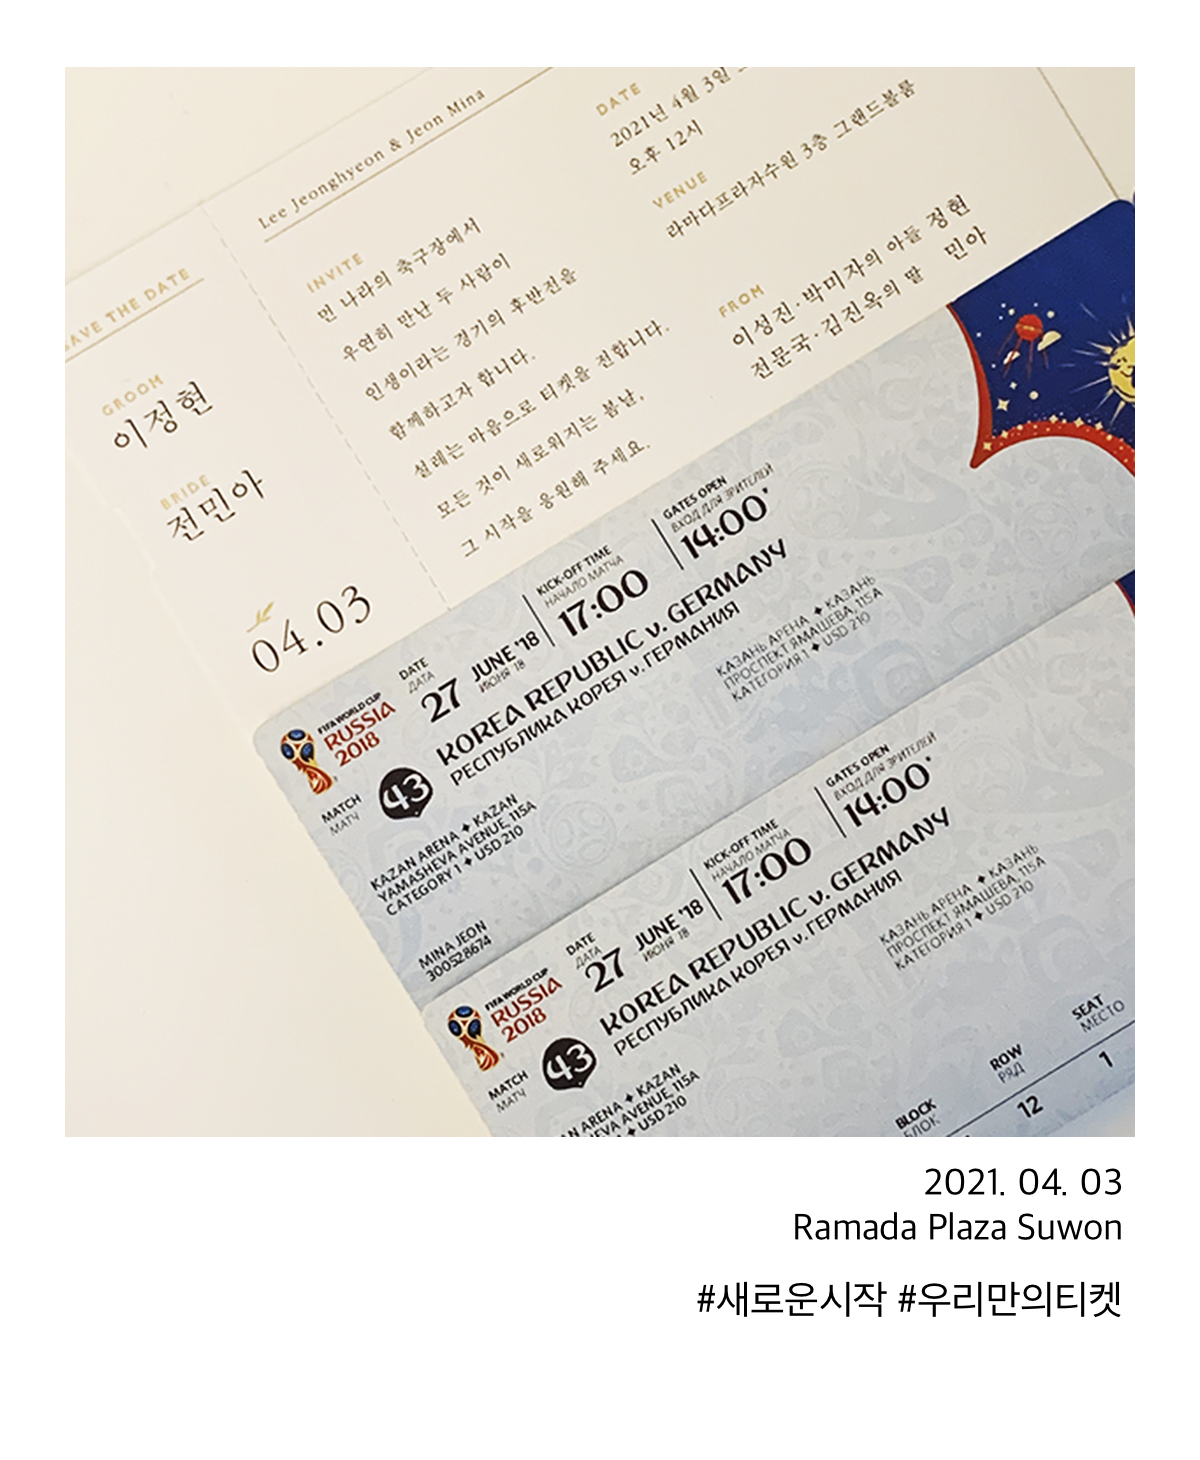 SAVE THE DATE
GROOM
이정현
BRIDE
전민아
04.03
Lee Jeonghyeon & Jeon Mina
INVITE
먼 나라의 축구장에서
우연히 만난 두 사람이
인생이라는 경기의 후반전을
함께하고자 합니다.
설레는 마음으로 티켓을 전합니다.
모든 것이 새로워지는 봄날,
그 시작을 응원해 주세요.
DATE
2021년 4월 3일
오후 12시
VENUE
라마다프라자수원 3층 그랜드볼룸
FROM
이성진·박미자의 아들 정현
전문국·김진옥의 딸 민아
FIFA WORLD CUP
RUSSIA
2018
DATE
ДАТА
27 JUNE '18
ИЮНЯ 18
KICK-OFF TIME
НАЧАЛО МАТЧА
17:00
GATES OPEN
ВХОД ДЛЯ ЗРИТЕЛЕЙ
14:00*
MATCH
МАТЧ
43
KOREA REPUBLIC v. GERMANY
РЕСПУБЛИКА КОРЕЯ v. ГЕРМАНИЯ
KAZAN ARENA ✦ KAZAN
YAMASHEVA AVENUE, 115A
CATEGORY 1 ✦ USD 210
КАЗАНЬ АРЕНА ✦ КАЗАНЬ
ПРОСПЕКТ ЯМАШЕВА, 115А
КАТЕГОРИЯ 1 ✦ USD 210
MINA JEON
300528674
FIFA WORLD CUP
RUSSIA
2018
DATE
ДАТА
27 JUNE '18
ИЮНЯ 18
KICK-OFF TIME
НАЧАЛО МАТЧА
17:00
GATES OPEN
ВХОД ДЛЯ ЗРИТЕЛЕЙ
14:00*
MATCH
МАТЧ
43
KOREA REPUBLIC v. GERMANY
РЕСПУБЛИКА КОРЕЯ v. ГЕРМАНИЯ
ARENA ✦ KAZAN
AVENUE, 115A
✦ USD 210
КАЗАНЬ АРЕНА ✦ КАЗАНЬ
ПРОСПЕКТ ЯМАШЕВА, 115А
КАТЕГОРИЯ 1 ✦ USD 210
BLOCK
БЛОК
ROW
РЯД
12
SEAT
МЕСТО
1
2021. 04. 03
Ramada Plaza Suwon
#새로운시작 #우리만의티켓